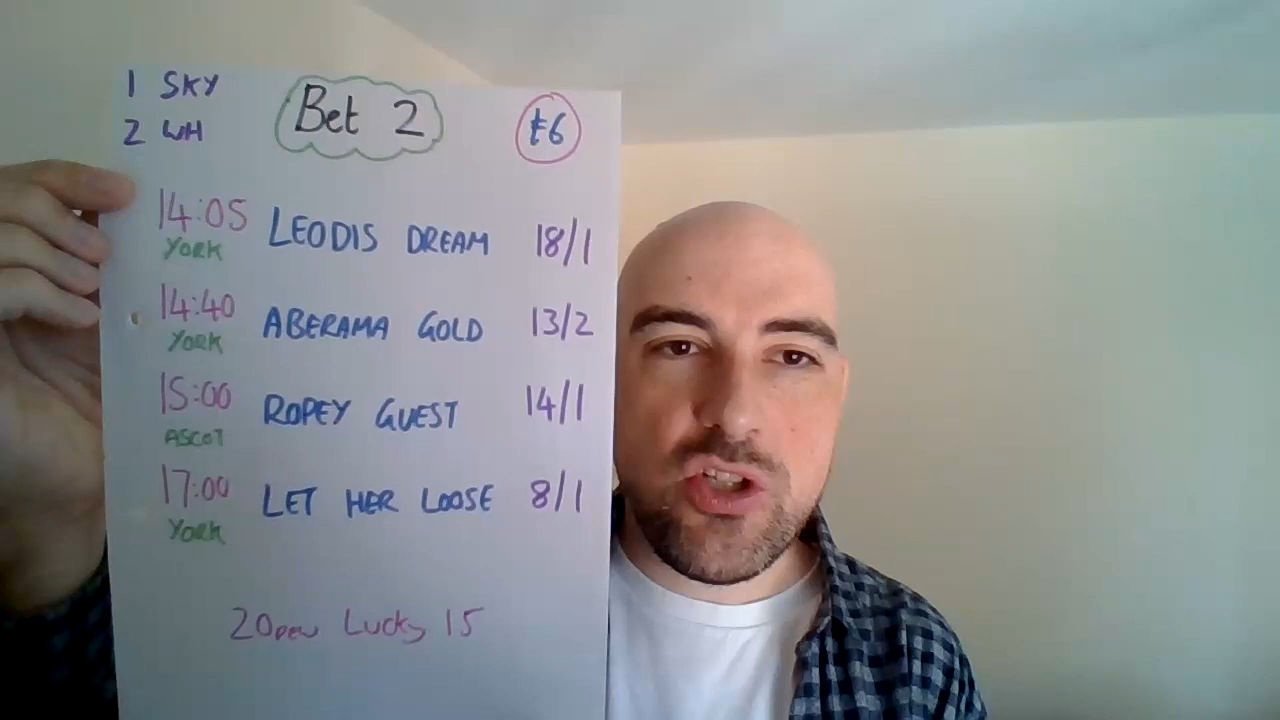 1 SKY
2 WH
Bet 2
£6
14:05 LEODIS DREAM 18/1
YORK
14:40 ABERAMA GOLD 13/2
YORK
15:00 ROPEY GUEST 14/1
ASCOT
17:00 LET HER LOOSE 8/1
YORK
20pew Lucky 15